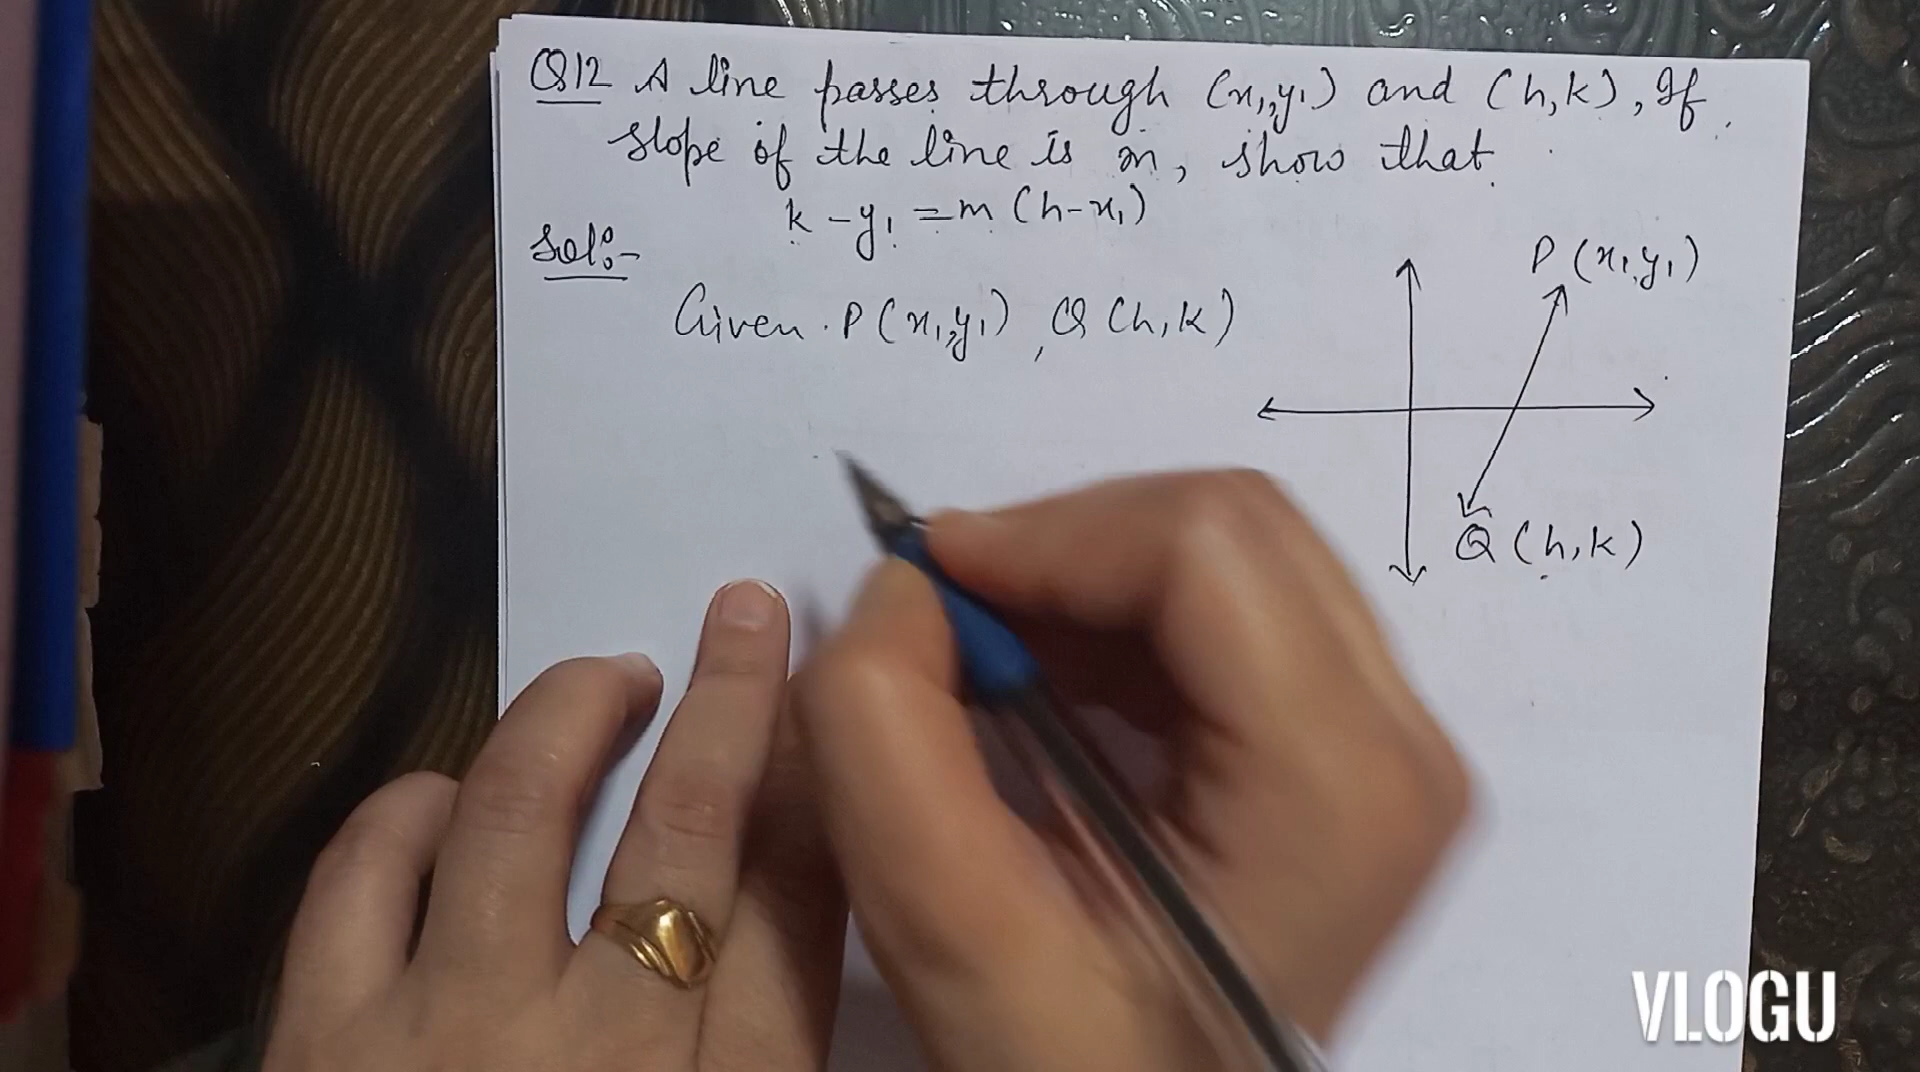 Q12 A line passes through (x1,y1) and (h,k), If
slope of the line is m, show that
k - y1 = m (h-x1)
Sol:-
Given P(x1,y1), Q(h,k)
P(x1,y1)
Q(h,k)
VLOGU